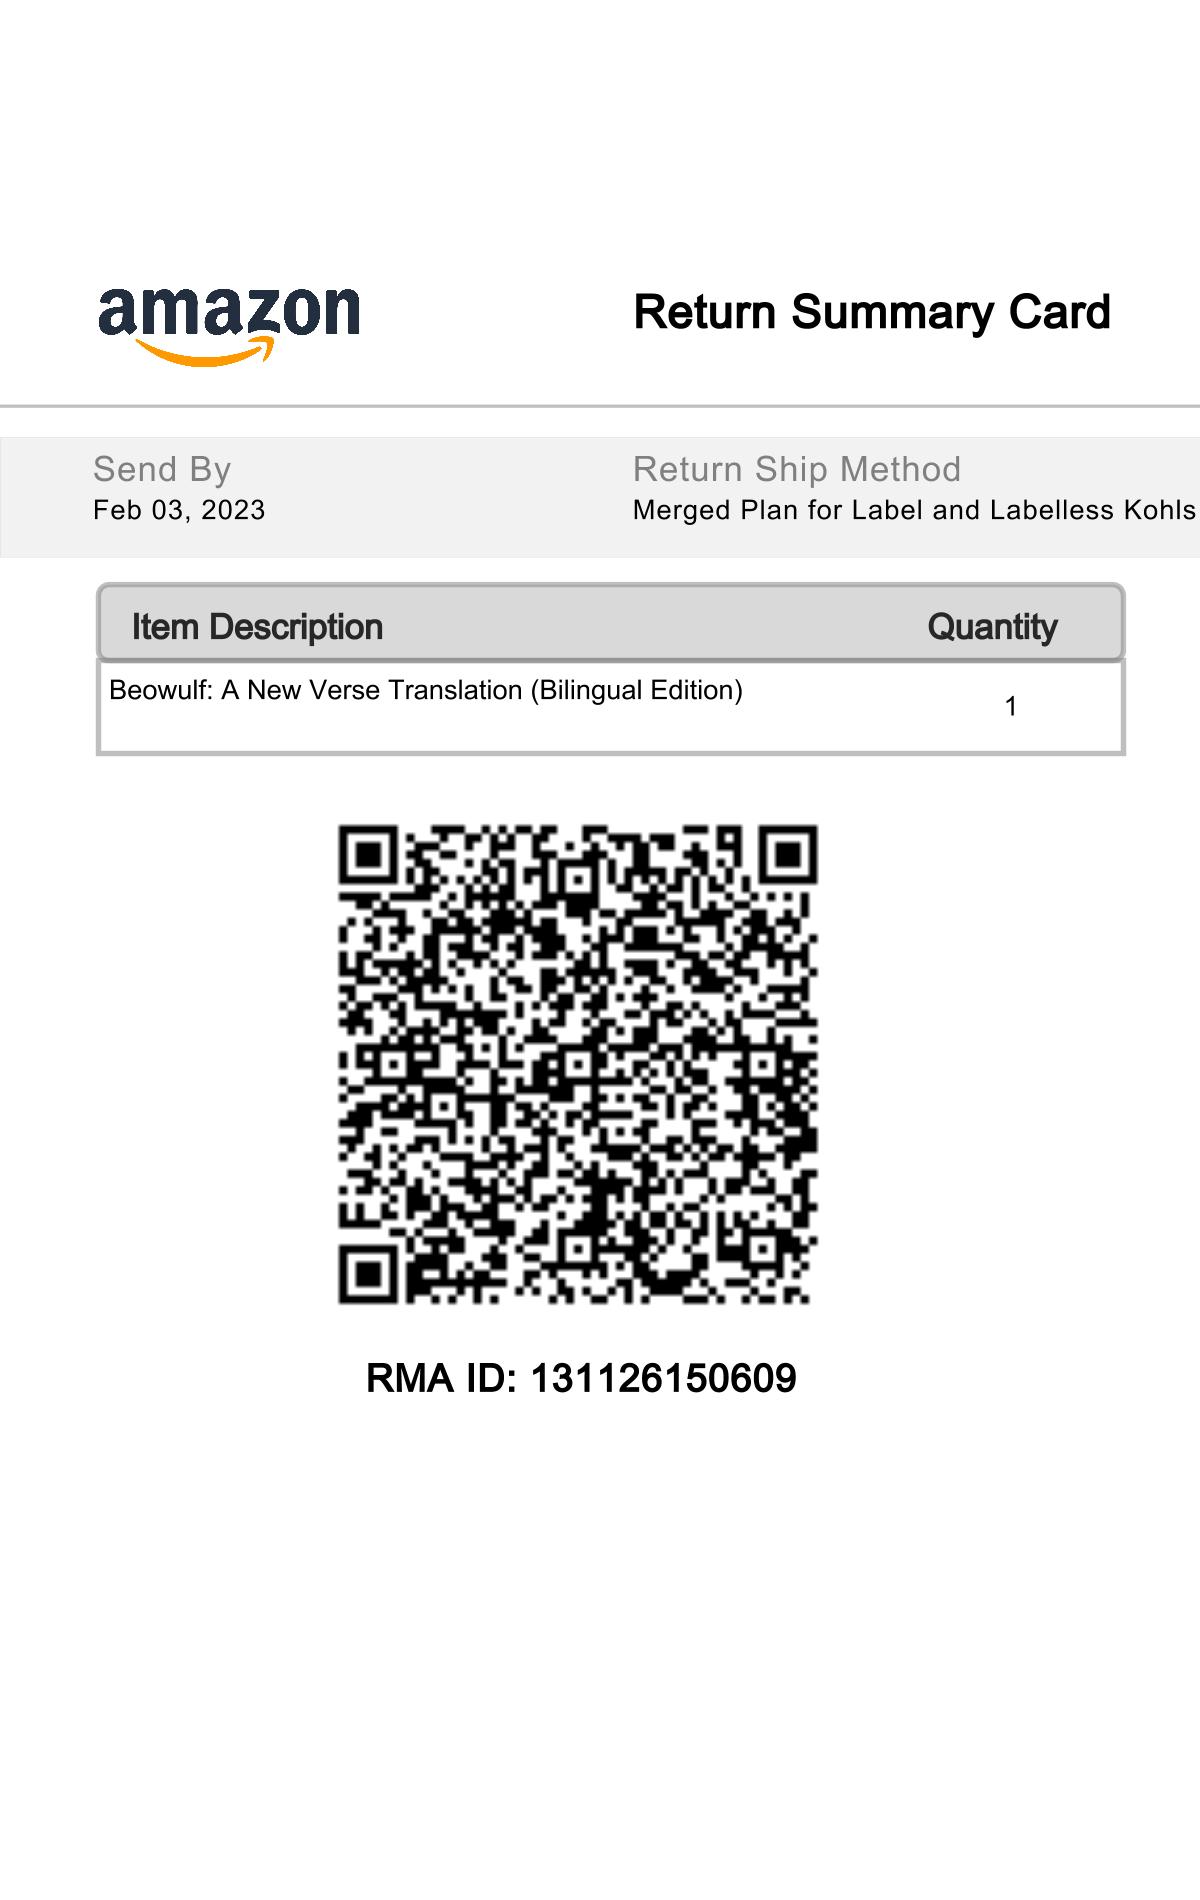 amazon
Return Summary Card
Send By
Feb 03, 2023
Return Ship Method
Merged Plan for Label and Labelless Kohls
Item Description
Quantity
Beowulf: A New Verse Translation (Bilingual Edition)
1
RMA ID: 131126150609